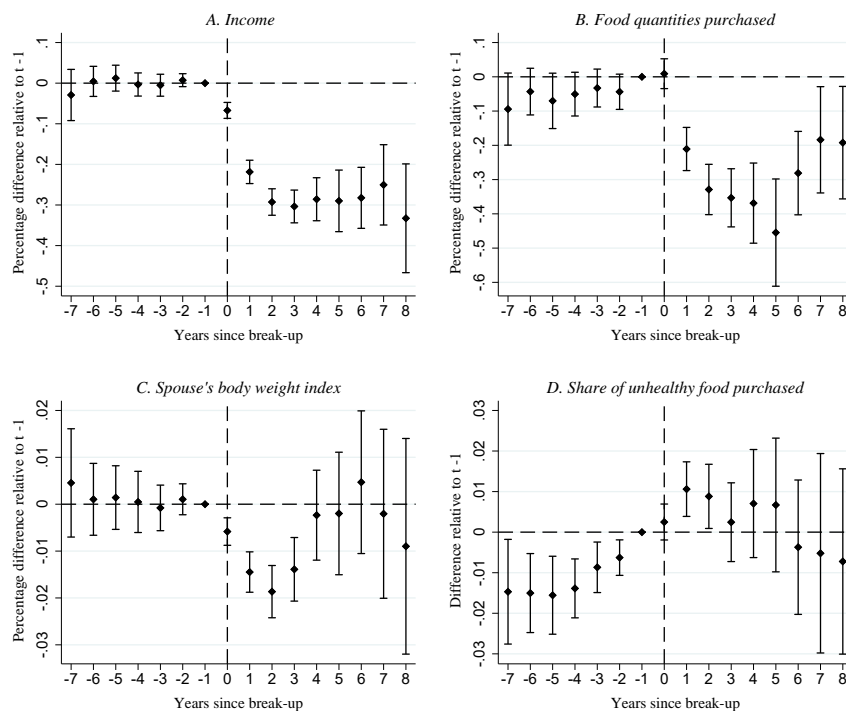 A. Income
Percentage difference relative to t -1
.1
0
-.1
-.2
-.3
-.4
-.5
-7 -6 -5 -4 -3 -2 -1 0 1 2 3 4 5 6 7 8
Years since break-up
B. Food quantities purchased
Percentage difference relative to t -1
.1
0
-.1
-.2
-.3
-.4
-.5
-.6
-7 -6 -5 -4 -3 -2 -1 0 1 2 3 4 5 6 7 8
Years since break-up
C. Spouse's body weight index
Percentage difference relative to t -1
.02
.01
0
-.01
-.02
-.03
-7 -6 -5 -4 -3 -2 -1 0 1 2 3 4 5 6 7 8
Years since break-up
D. Share of unhealthy food purchased
Difference relative to t -1
.03
.02
.01
0
-.01
-.02
-.03
-7 -6 -5 -4 -3 -2 -1 0 1 2 3 4 5 6 7 8
Years since break-up